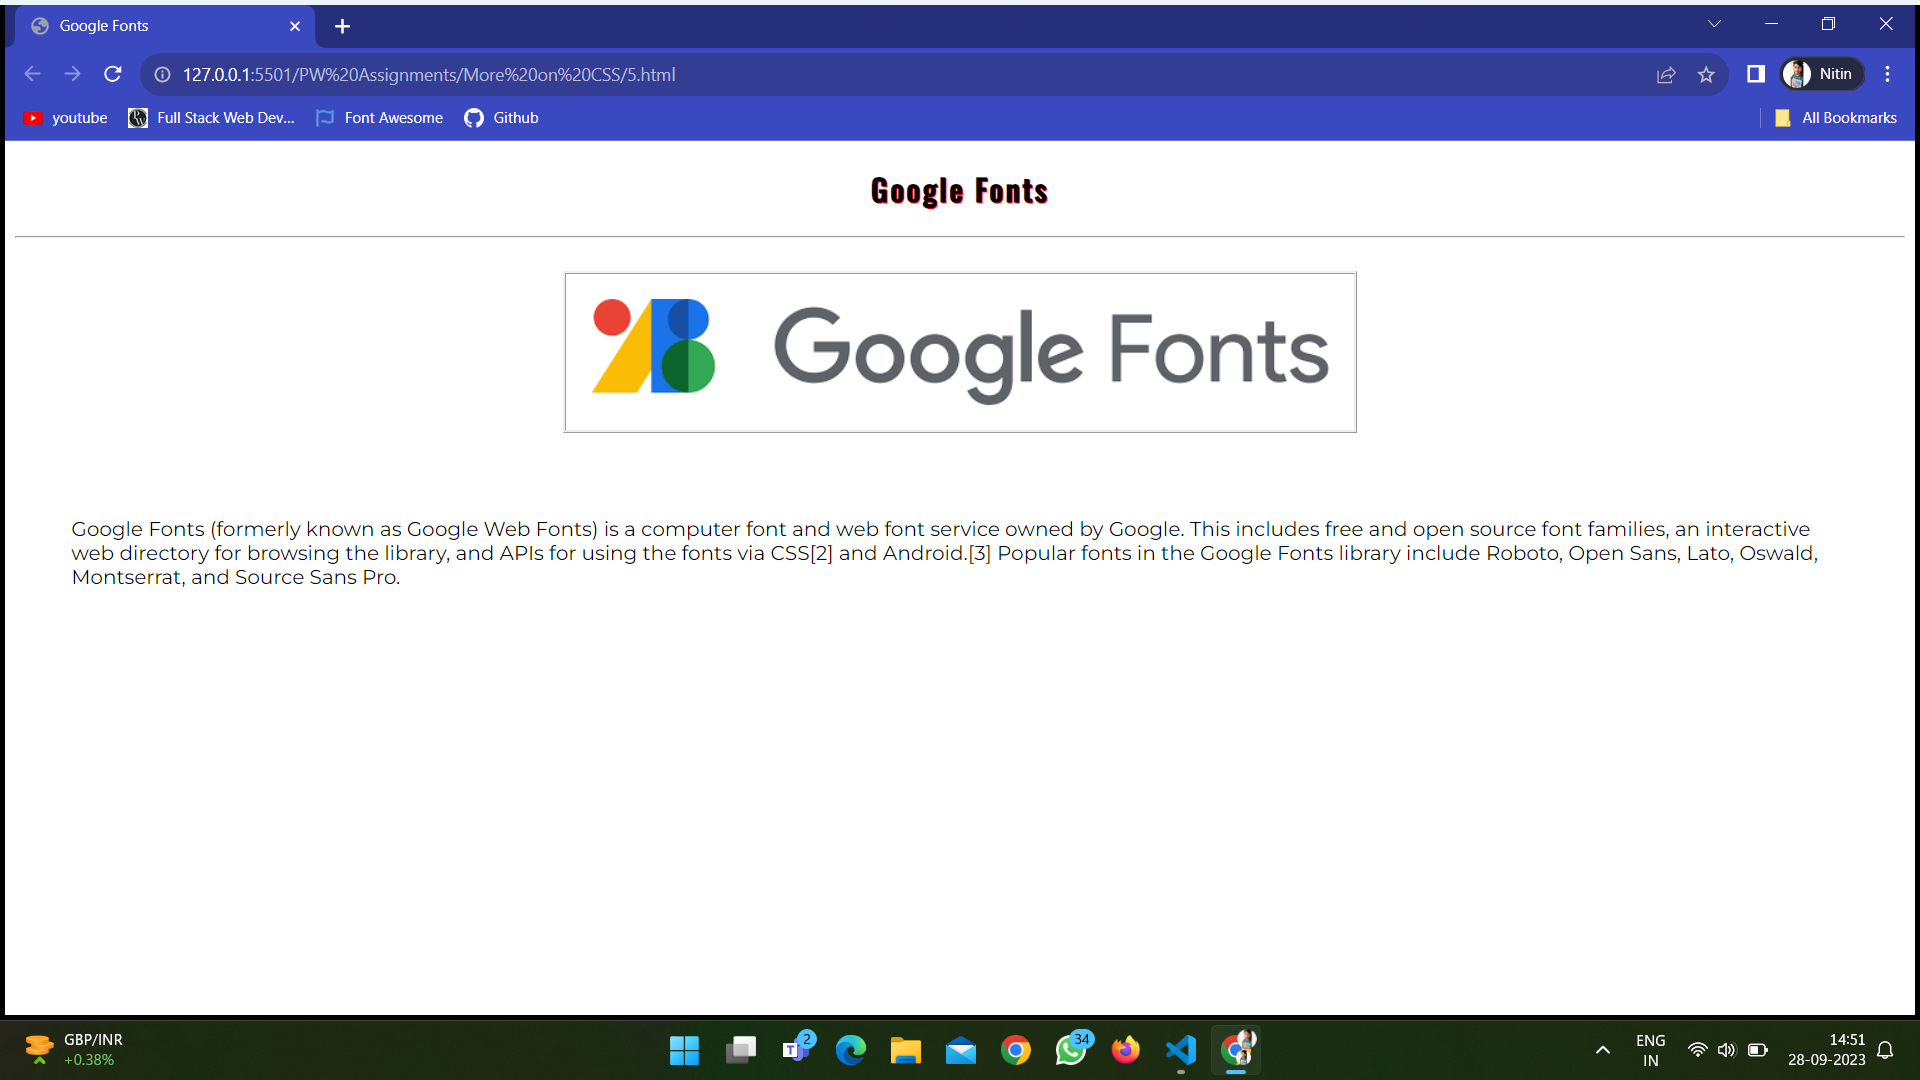 Google Fonts
127.0.0.1:5501/PW%20Assignments/More%20on%20CSS/5.html
Nitin
youtube
Full Stack Web Dev...
Font Awesome
Github
All Bookmarks
Google Fonts
Google Fonts
Google Fonts (formerly known as Google Web Fonts) is a computer font and web font service owned by Google. This includes free and open source font families, an interactive
web directory for browsing the library, and APIs for using the fonts via CSS[2] and Android.[3] Popular fonts in the Google Fonts library include Roboto, Open Sans, Lato, Oswald,
Montserrat, and Source Sans Pro.
GBP/INR
+0.38%
2
34
ENG
IN
14:51
28-09-2023